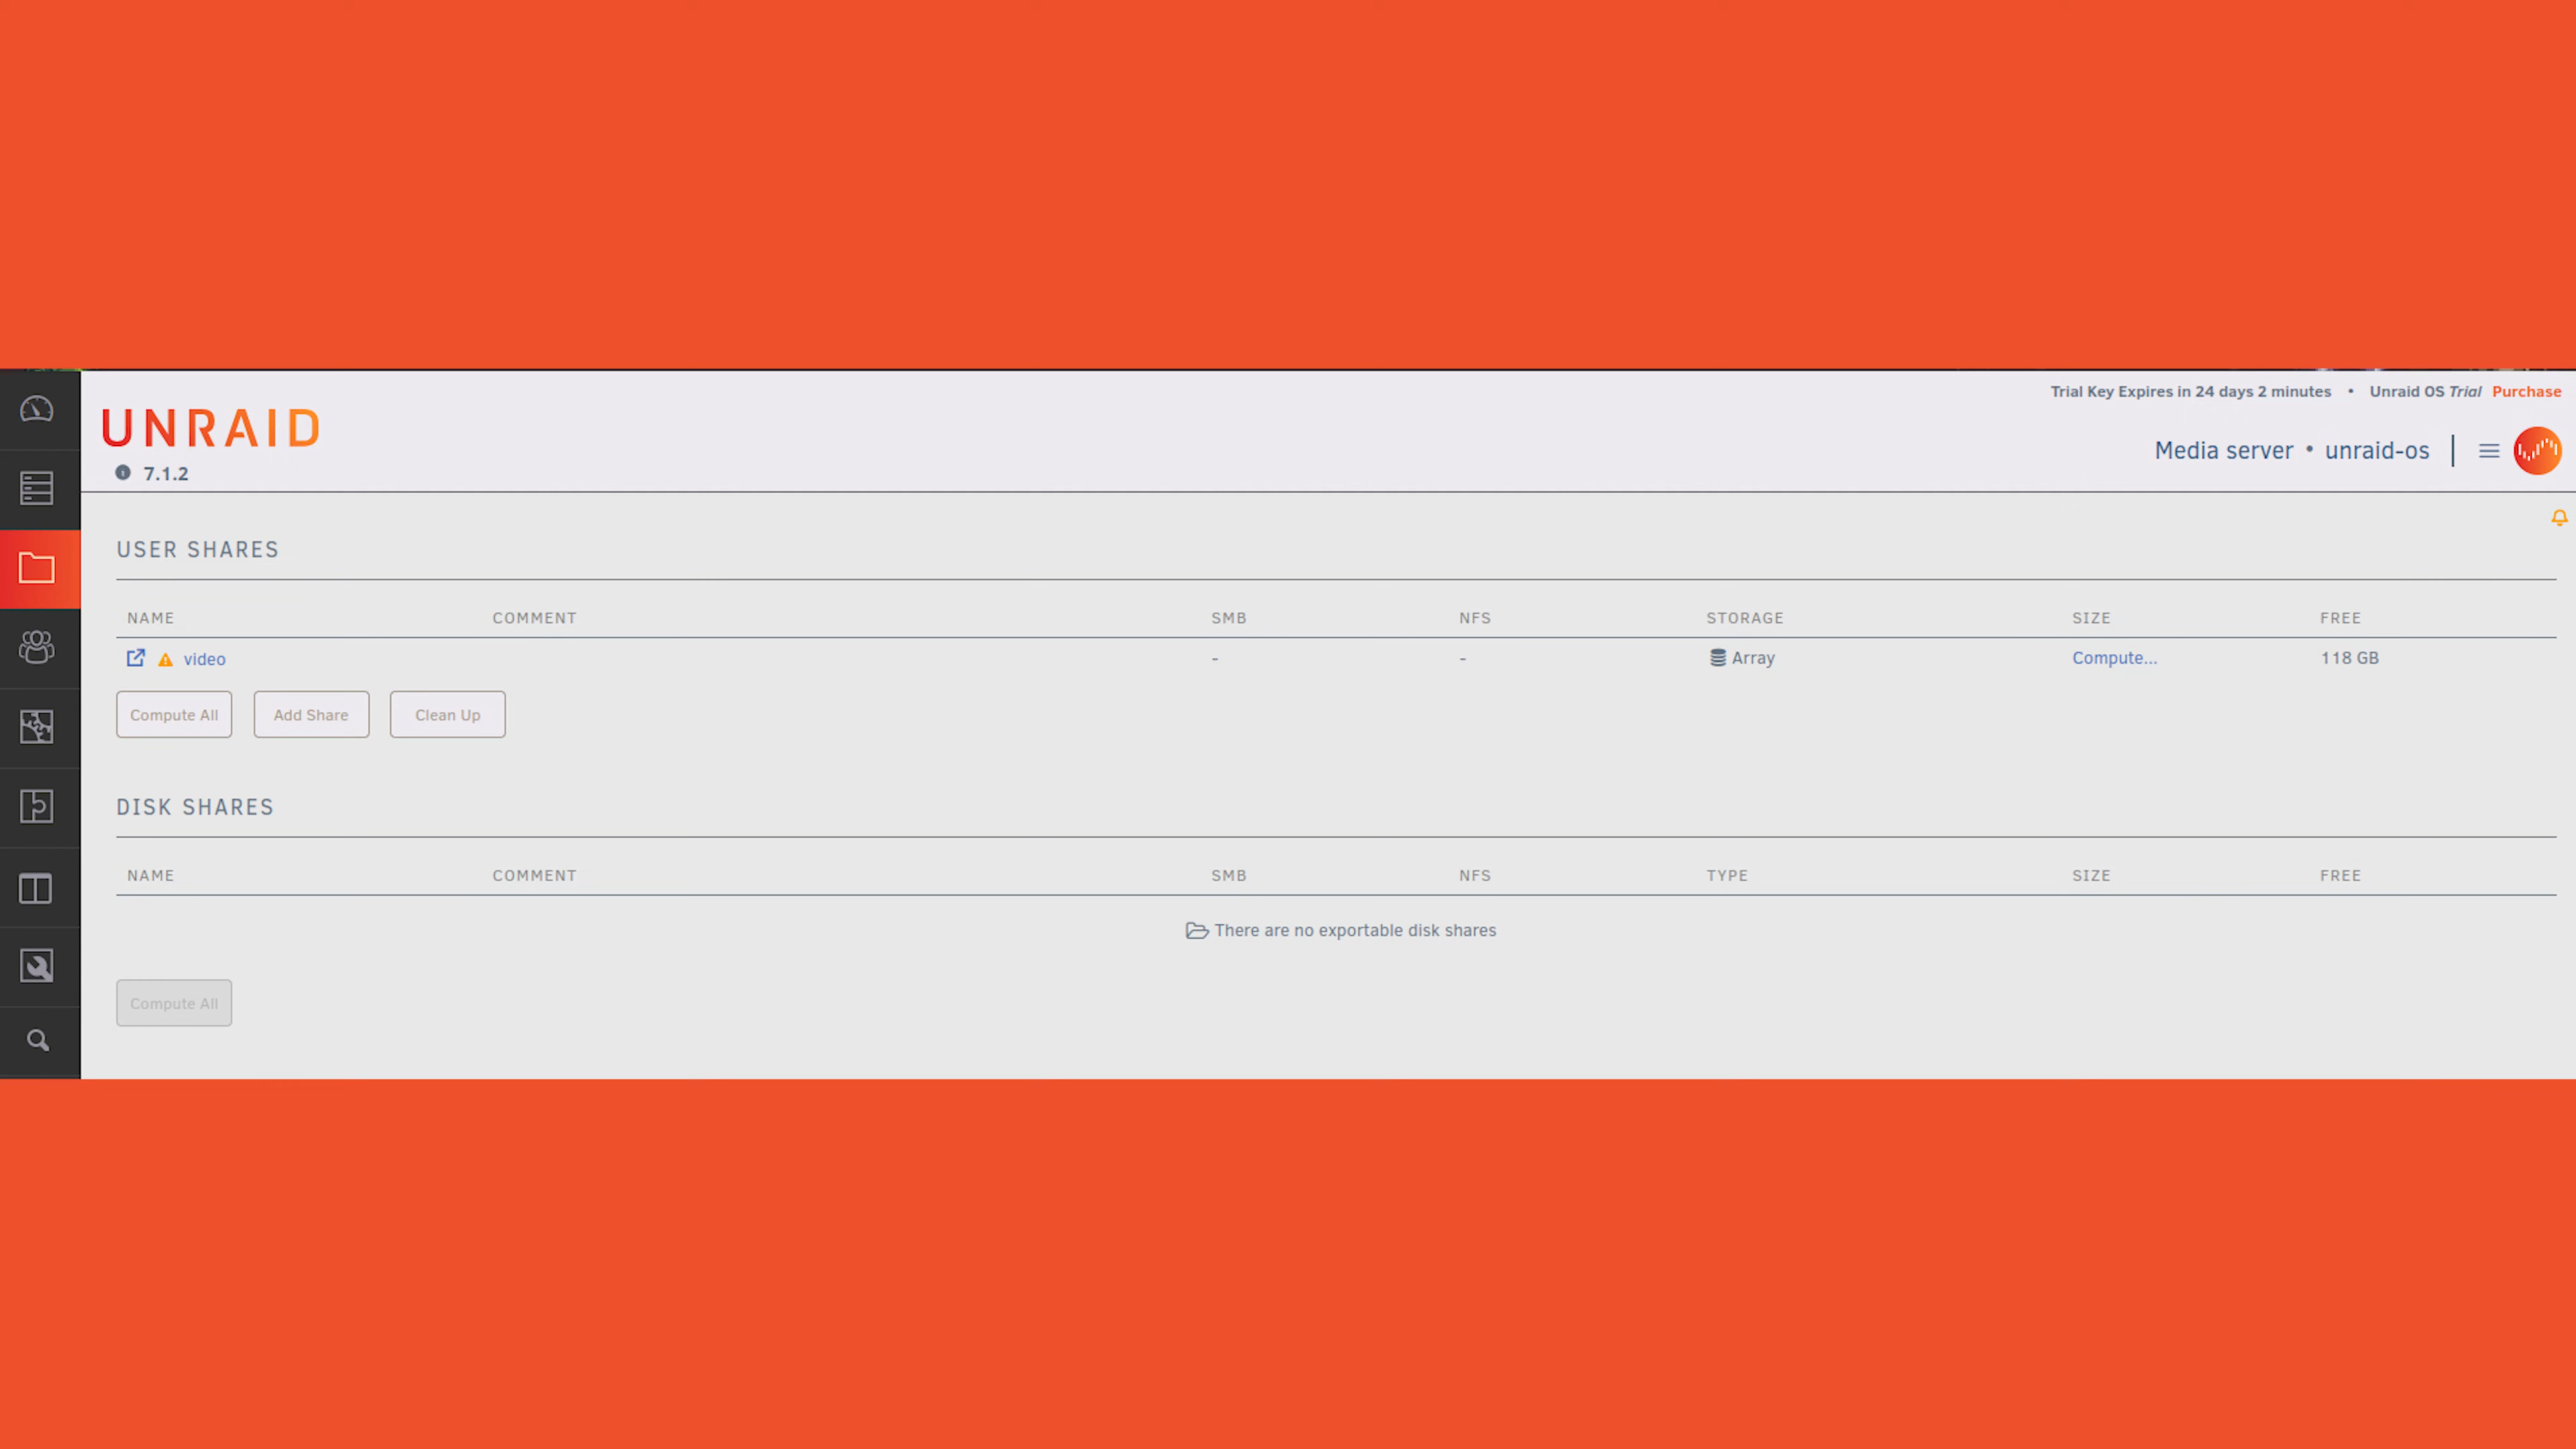 Trial Key Expires in 24 days 2 minutes • Unraid OS Trial Purchase
UNRAID
7.1.2
Media server • unraid-os
USER SHARES
NAME COMMENT SMB NFS STORAGE SIZE FREE
video - - Array Compute... 118 GB
Compute All Add Share Clean Up
DISK SHARES
NAME COMMENT SMB NFS TYPE SIZE FREE
There are no exportable disk shares
Compute All